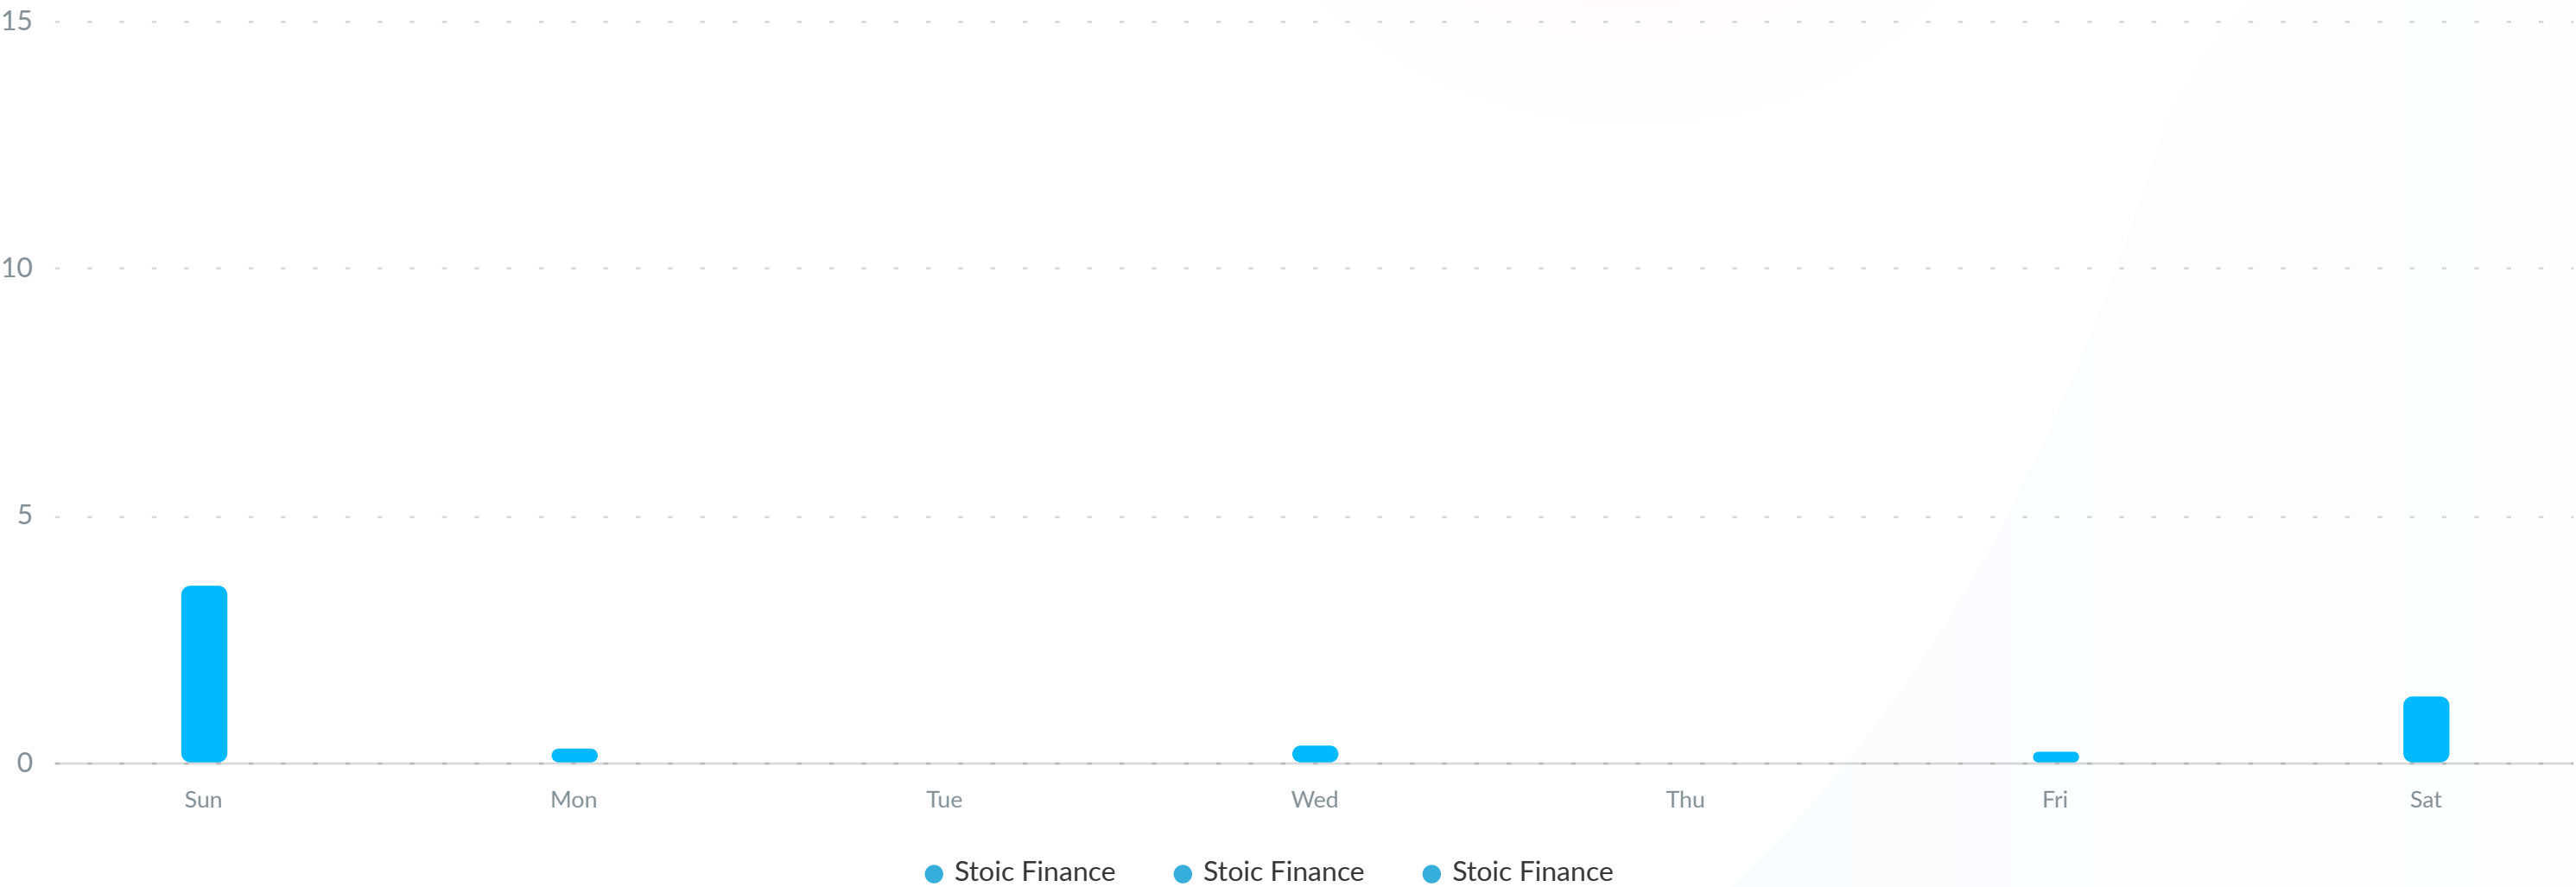 15
10
5
0
Sun Mon Tue Wed Thu Fri Sat
Stoic Finance Stoic Finance Stoic Finance